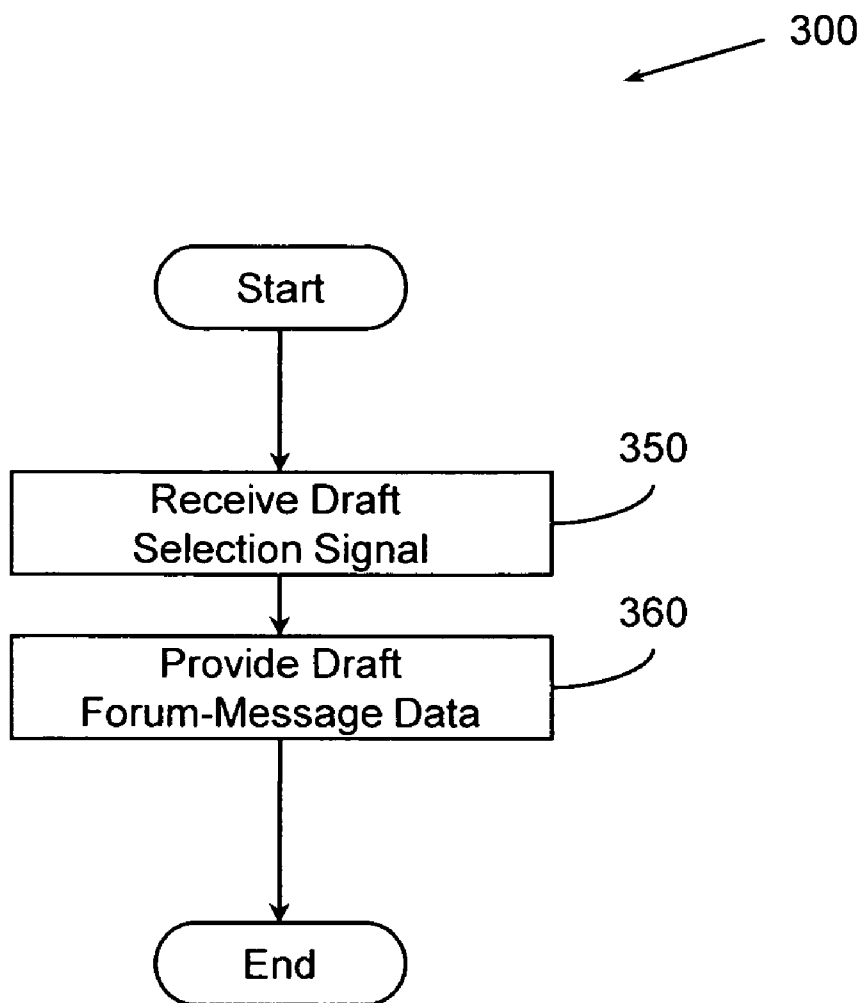 300
Start
350
Receive Draft
Selection Signal
360
Provide Draft
Forum-Message Data
End